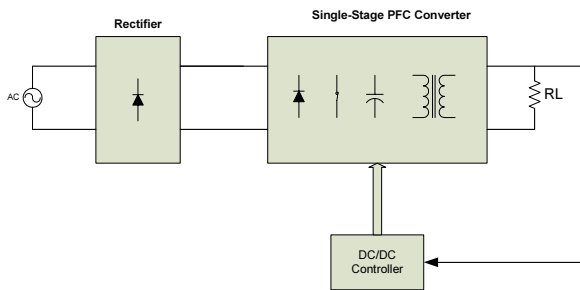 Rectifier
Single-Stage PFC Converter
AC
RL
DC/DC
Controller